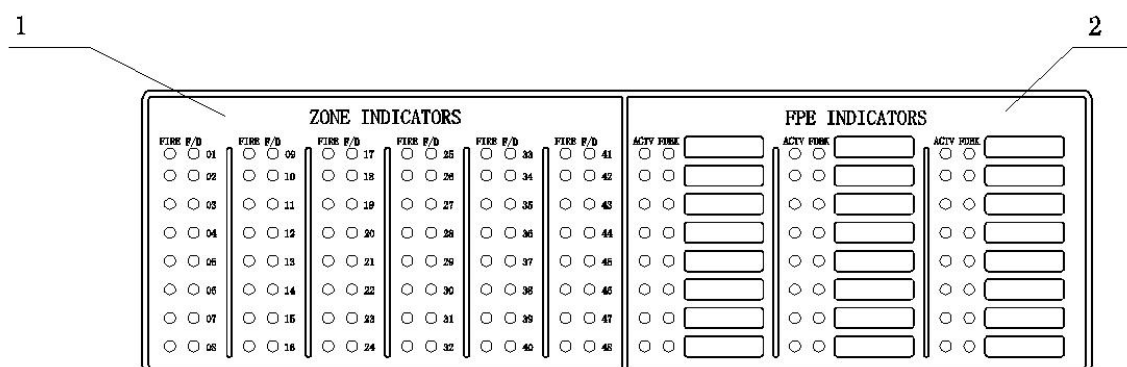 1 2
ZONE INDICATORS FPE INDICATORS
FIRE F/D FIRE F/D FIRE F/D FIRE F/D FIRE F/D FIRE F/D ACTV FDBK ACTV FDBK ACTV FDBK
01 09 17 25 33 41
02 10 18 26 34 42
03 11 19 27 35 43
04 12 20 28 36 44
05 13 21 29 37 45
06 14 22 30 38 46
07 15 23 31 39 47
08 16 24 32 40 48